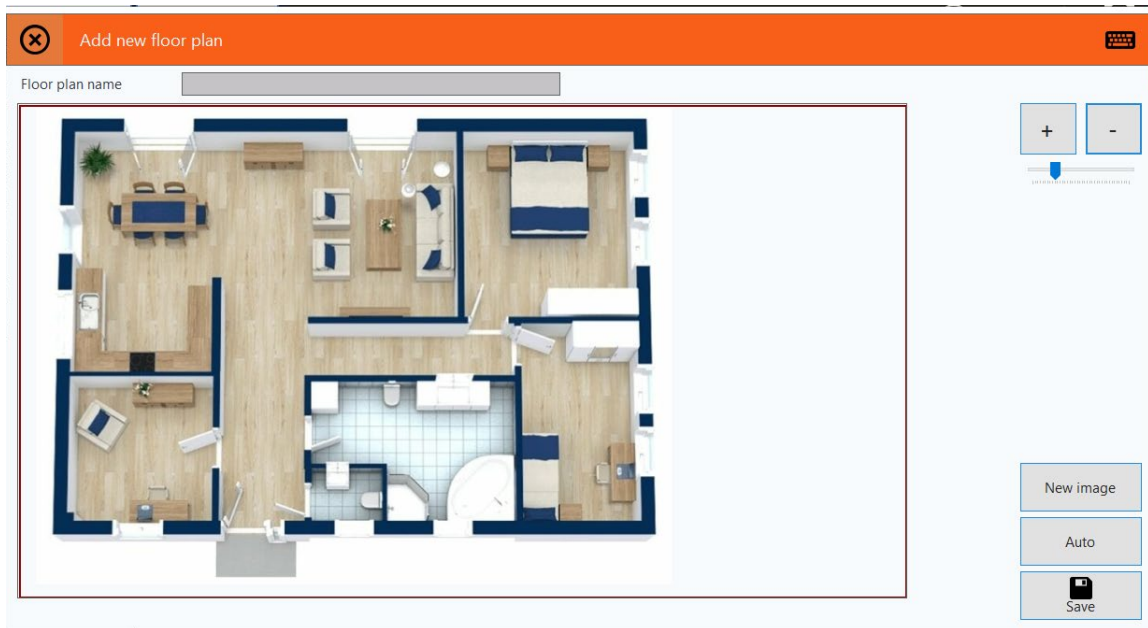 Add new floor plan
Floor plan name
+ -
New image
Auto
Save